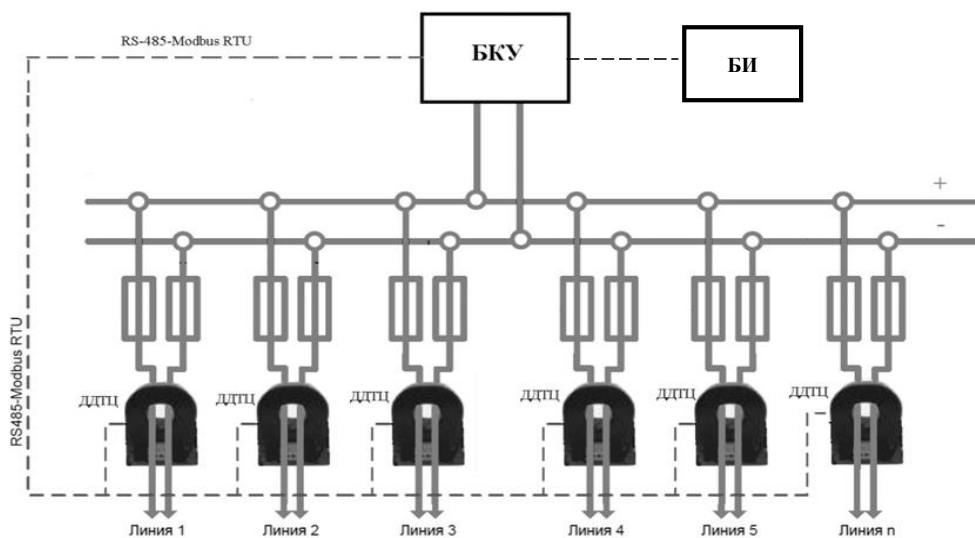 RS-485-Modbus RTU
БКУ
БИ
+
-
RS485-Modbus RTU
ДДТЦ
ДДТЦ
ДДТЦ
ДДТЦ
ДДТЦ
ДДТЦ
Линия 1
Линия 2
Линия 3
Линия 4
Линия 5
Линия n